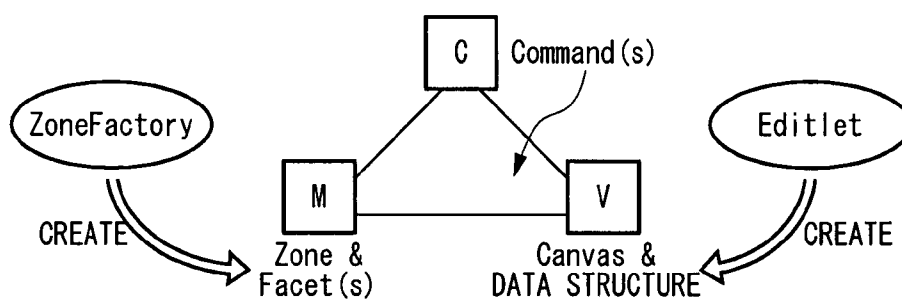 C
Command(s)
ZoneFactory
Editlet
M
V
CREATE
CREATE
Zone &
Facet(s)
Canvas &
DATA STRUCTURE